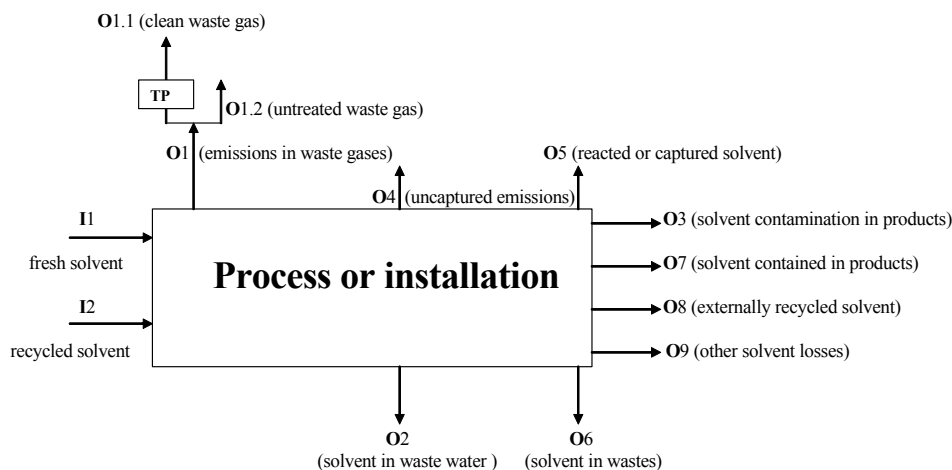 O1.1 (clean waste gas)
TP
O1.2 (untreated waste gas)
O1 (emissions in waste gases)
O5 (reacted or captured solvent)
O4 (uncaptured emissions)
I1
fresh solvent
O3 (solvent contamination in products)
Process or installation
O7 (solvent contained in products)
I2
recycled solvent
O8 (externally recycled solvent)
O9 (other solvent losses)
O2
(solvent in waste water )
O6
(solvent in wastes)